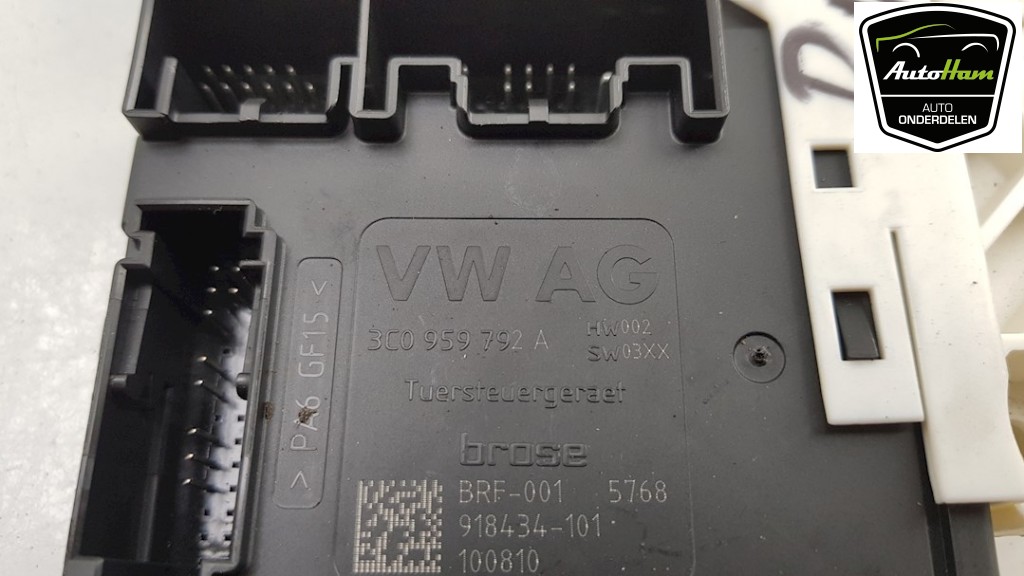 AutoHam
AUTO
ONDERDELEN
VW AG
3C0 959 792 A
HW002
SW03XX
> PA6 GF15 <
Tuersteuergeraet
brose
BRF-001 5768
918434-101
100810